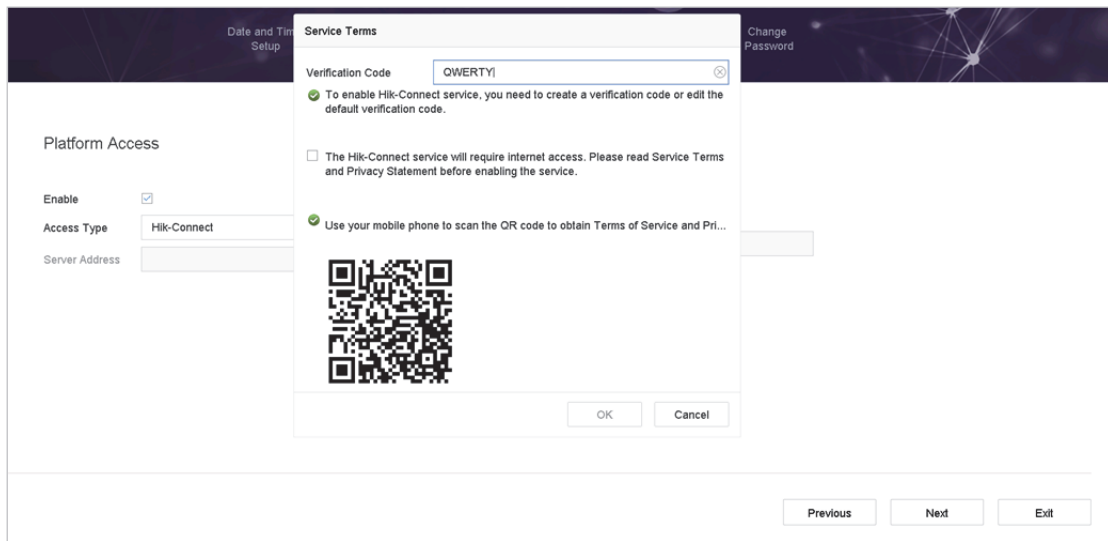 Date and Tim
Setup
Service Terms
Change
Password
Verification Code
QWERTY
To enable Hik-Connect service, you need to create a verification code or edit the
default verification code.
Platform Access
The Hik-Connect service will require internet access. Please read Service Terms
and Privacy Statement before enabling the service.
Enable
Access Type
Hik-Connect
Use your mobile phone to scan the QR code to obtain Terms of Service and Pri...
Server Address
OK
Cancel
Previous
Next
Exit